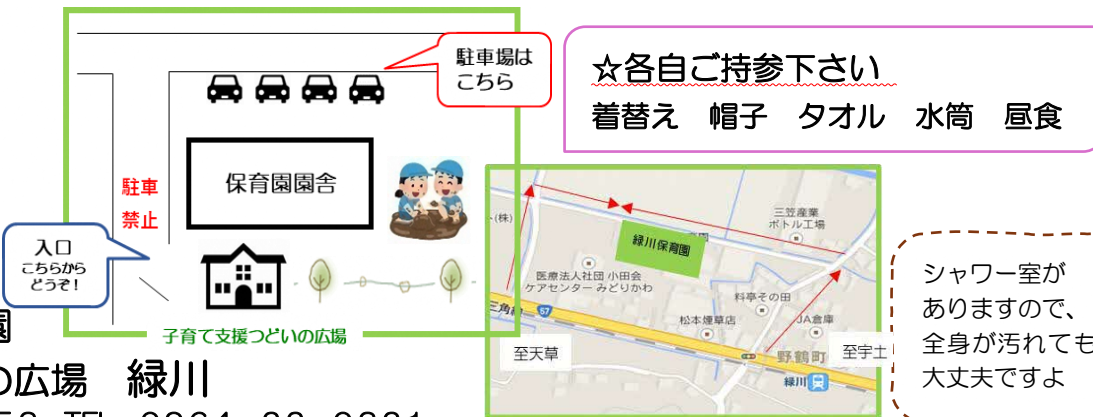 駐車場は
こちら
☆各自ご持参下さい
着替え 帽子 タオル 水筒 昼食
保育園園舎
駐車
禁止
入口
こちらから
どうぞ！
子育て支援つどいの広場
園
の広場 緑川
(株)
緑川保育園
三笠産業
ボトル工場
医療法人社団 小田会
ケアセンター みどりかわ
料亭その田
三角線
57
松本煙草店
JA倉庫
野鶴町
緑川
至天草
至宇土
シャワー室が
ありますので、
全身が汚れても
大丈夫ですよ